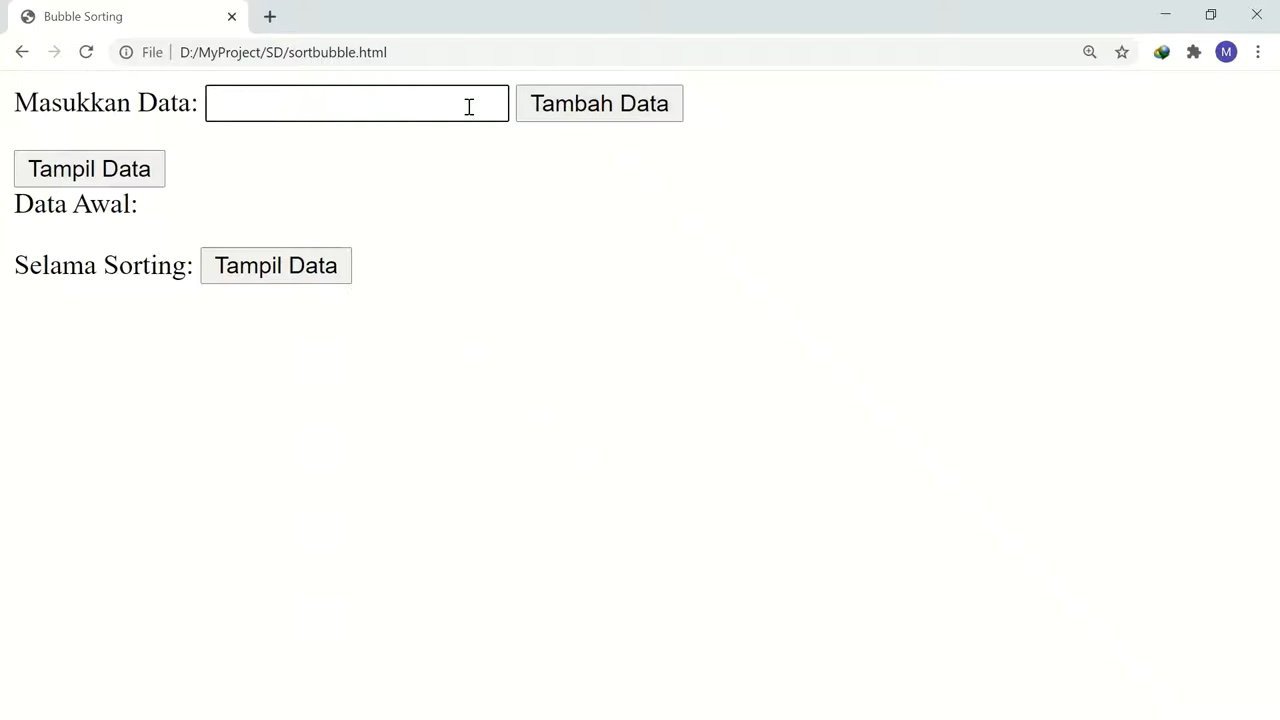 Bubble Sorting
File D:/MyProject/SD/sortbubble.html
M
Masukkan Data: Tambah Data
Tampil Data
Data Awal:
Selama Sorting: Tampil Data